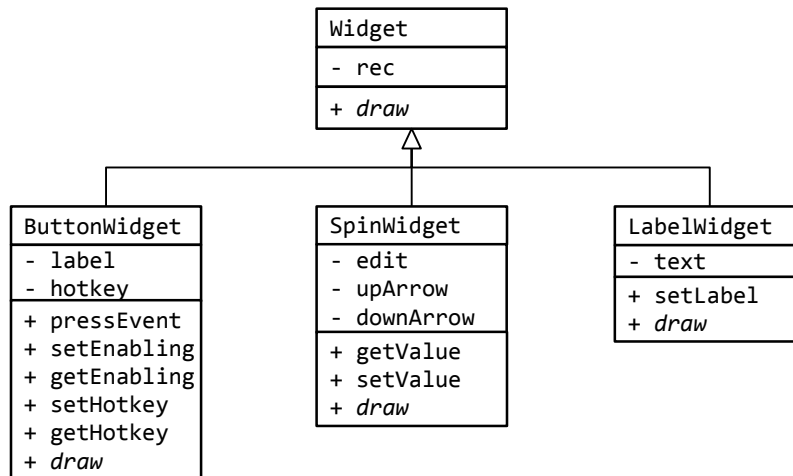 Widget
- rec
+ draw
ButtonWidget
- label
- hotkey
+ pressEvent
+ setEnabling
+ getEnabling
+ setHotkey
+ getHotkey
+ draw
SpinWidget
- edit
- upArrow
- downArrow
+ getValue
+ setValue
+ draw
LabelWidget
- text
+ setLabel
+ draw